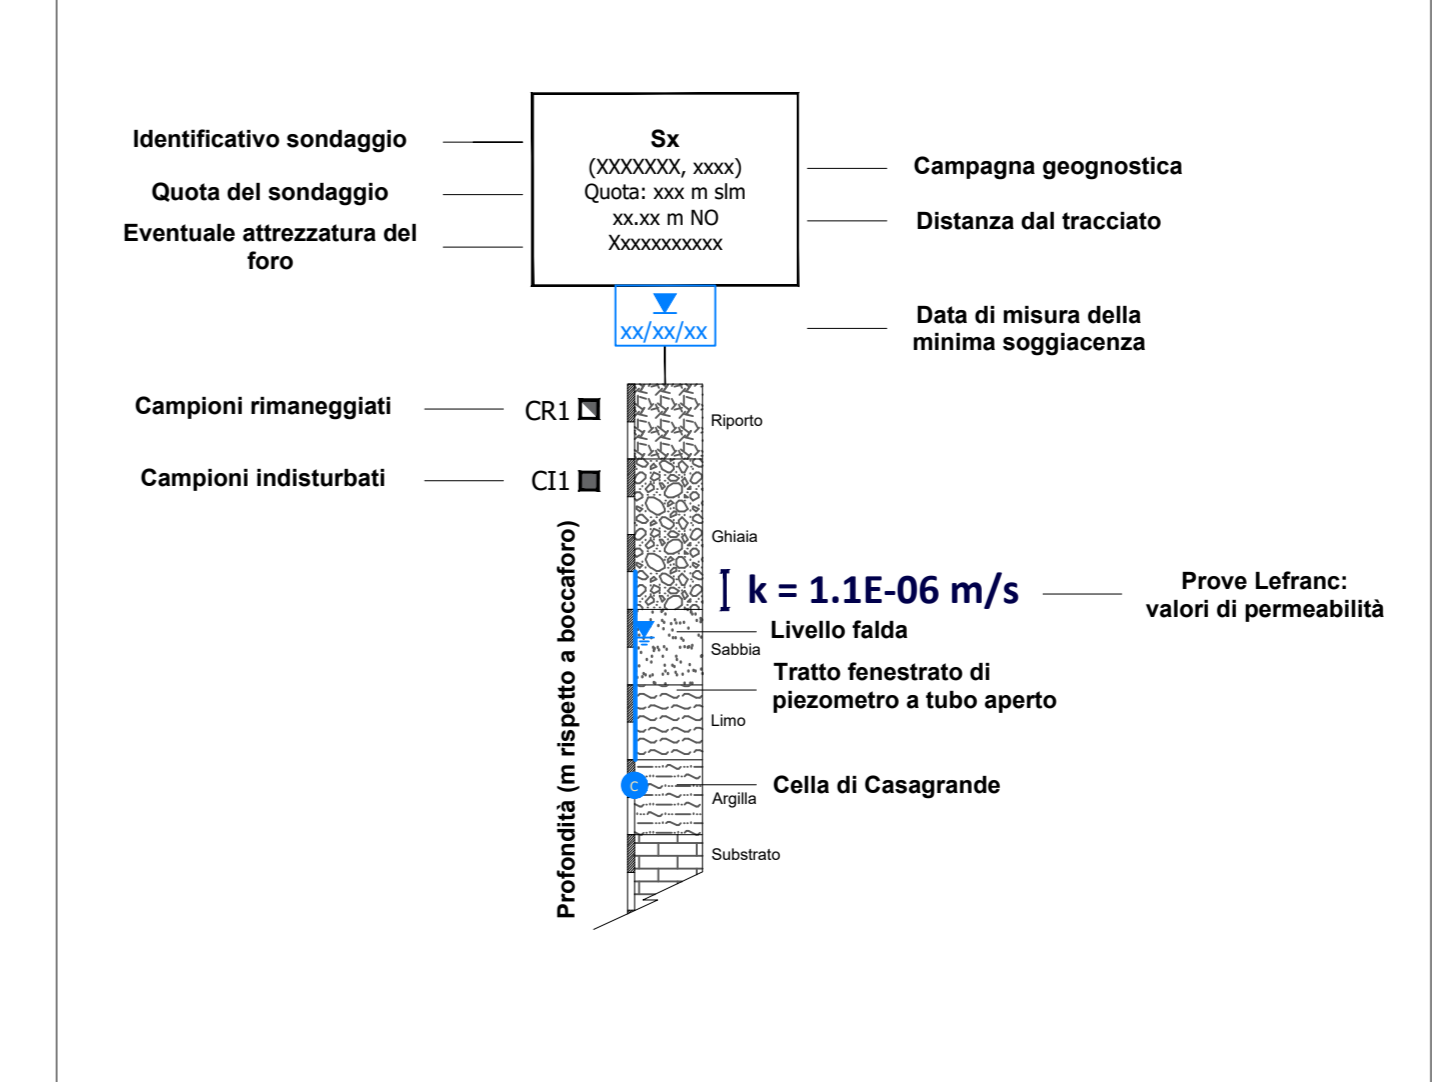 Identificativo sondaggio
Quota del sondaggio
Eventuale attrezzatura del
foro
Sx
(XXXXXXX, xxxx)
Quota: xxx m slm
xx.xx m NO
Xxxxxxxxxxx
Campagna geognostica
Distanza dal tracciato
xx/xx/xx
Data di misura della
minima soggiacenza
Campioni rimaneggiati
CR1
Riporto
Campioni indisturbati
CI1
Profondità (m rispetto a boccaforo)
Ghiaia
k = 1.1E-06 m/s
Prove Lefranc:
valori di permeabilità
Livello falda
Sabbia
Tratto fenestrato di
piezometro a tubo aperto
Limo
C
Cella di Casagrande
Argilla
Substrato